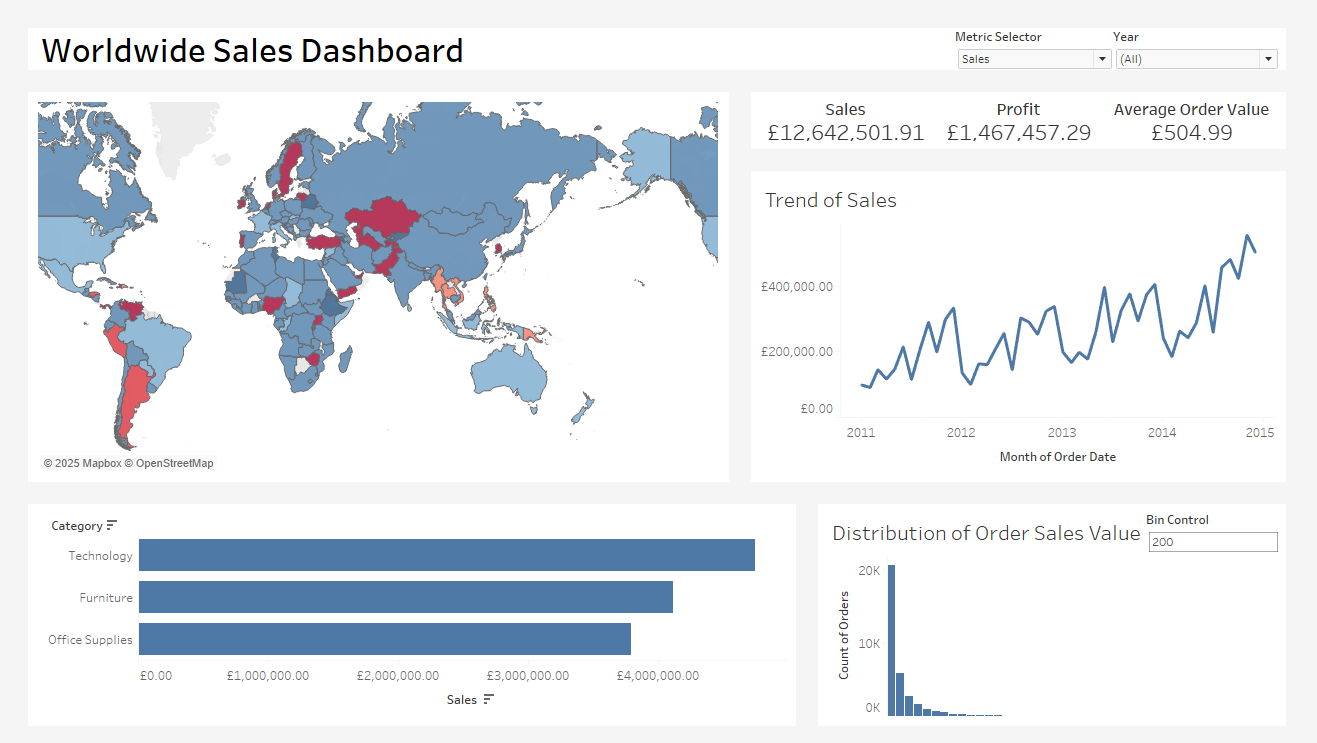 Worldwide Sales Dashboard
Metric Selector
Sales
Year
(All)
© 2025 Mapbox © OpenStreetMap
Sales
£12,642,501.91
Profit
£1,467,457.29
Average Order Value
£504.99
Trend of Sales
£400,000.00
£200,000.00
£0.00
2011 2012 2013 2014 2015
Month of Order Date
Category
Technology
Furniture
Office Supplies
£0.00 £1,000,000.00 £2,000,000.00 £3,000,000.00 £4,000,000.00
Sales
Distribution of Order Sales Value
Bin Control
200
20K
10K
0K
Count of Orders